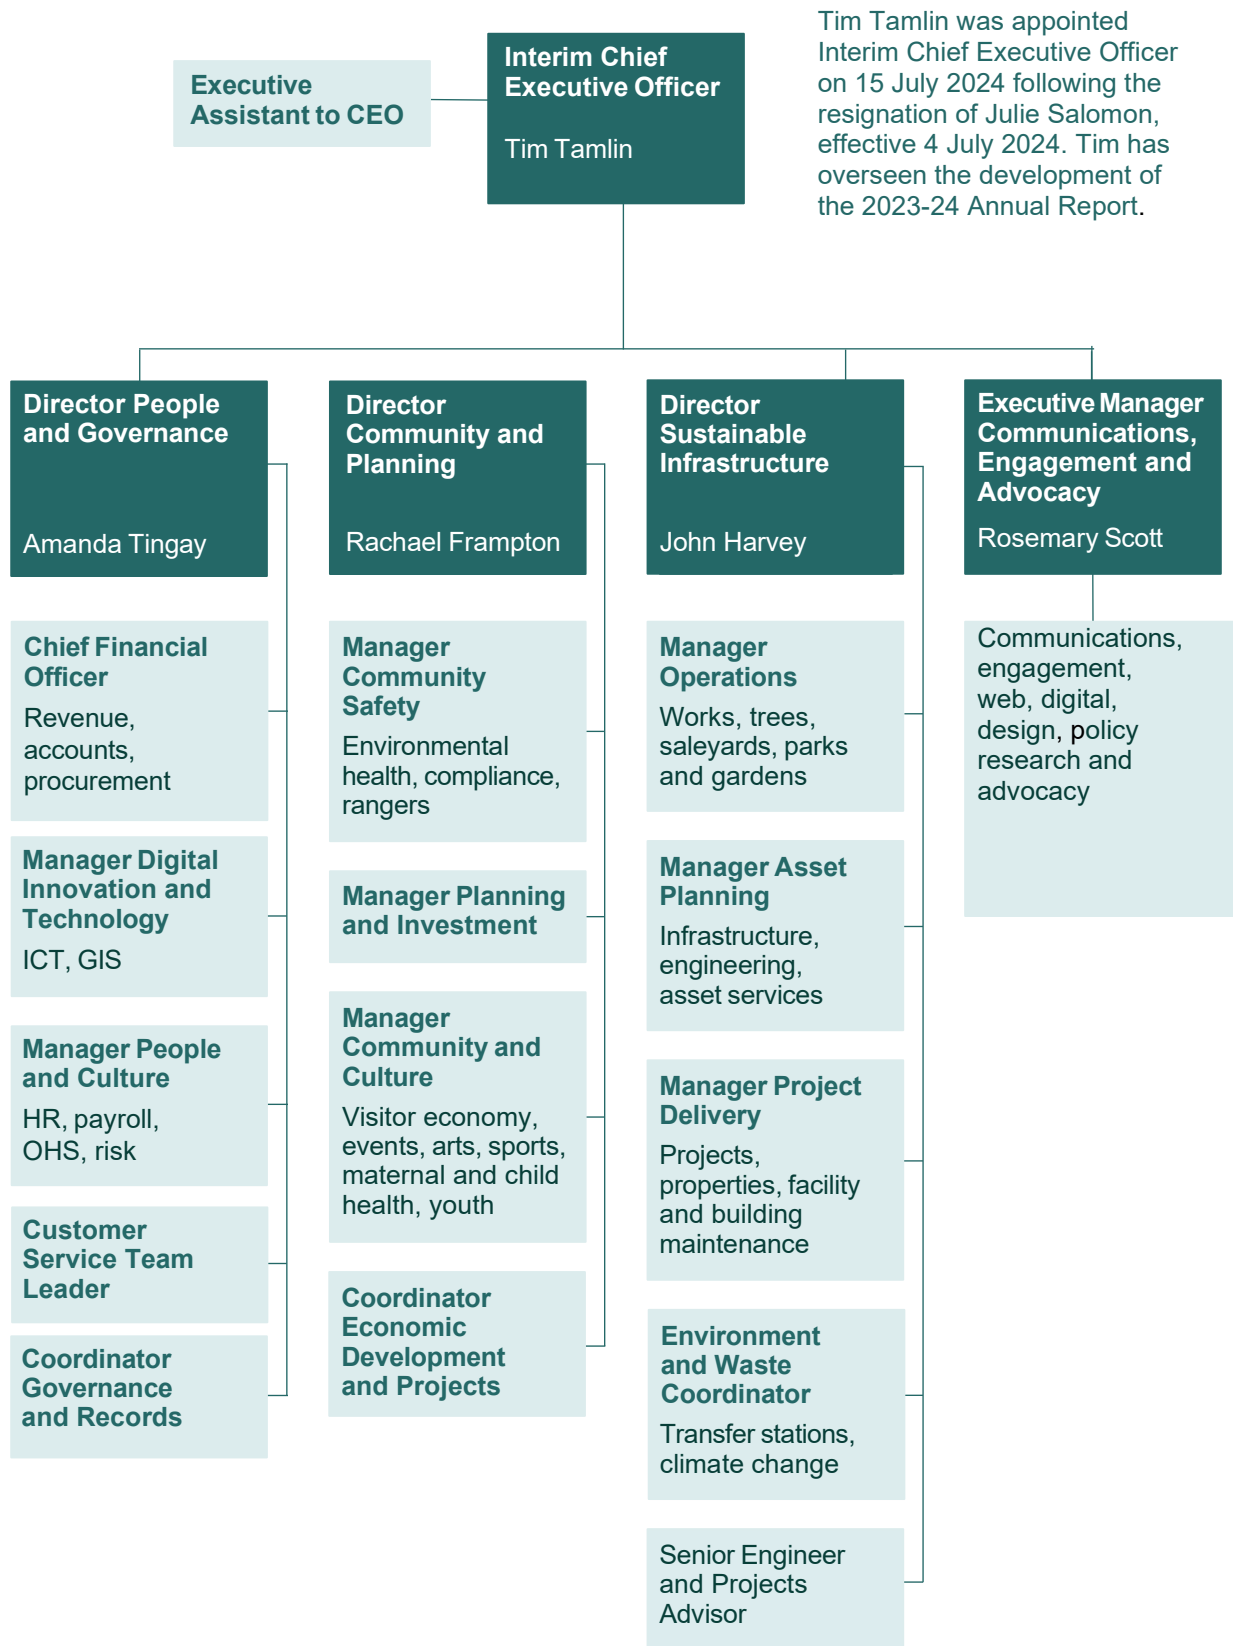 Tim Tamlin was appointed
Interim Chief Executive Officer
on 15 July 2024 following the
resignation of Julie Salomon,
effective 4 July 2024. Tim has
overseen the development of
the 2023-24 Annual Report.
Interim Chief
Executive Officer
Tim Tamlin
Executive
Assistant to CEO
Director People
and Governance
Amanda Tingay
Chief Financial
Officer
Revenue,
accounts,
procurement
Manager Digital
Innovation and
Technology
ICT, GIS
Manager People
and Culture
HR, payroll,
OHS, risk
Customer
Service Team
Leader
Coordinator
Governance
and Records
Director
Community and
Planning
Rachael Frampton
Manager
Community
Safety
Environmental
health, compliance,
rangers
Manager Planning
and Investment
Manager
Community and
Culture
Visitor economy,
events, arts, sports,
maternal and child
health, youth
Coordinator
Economic
Development
and Projects
Director
Sustainable
Infrastructure
John Harvey
Manager
Operations
Works, trees,
saleyards, parks
and gardens
Manager Asset
Planning
Infrastructure,
engineering,
asset services
Manager Project
Delivery
Projects,
properties, facility
and building
maintenance
Environment
and Waste
Coordinator
Transfer stations,
climate change
Senior Engineer
and Projects
Advisor
Executive Manager
Communications,
Engagement and
Advocacy
Rosemary Scott
Communications,
engagement,
web, digital,
design, policy
research and
advocacy